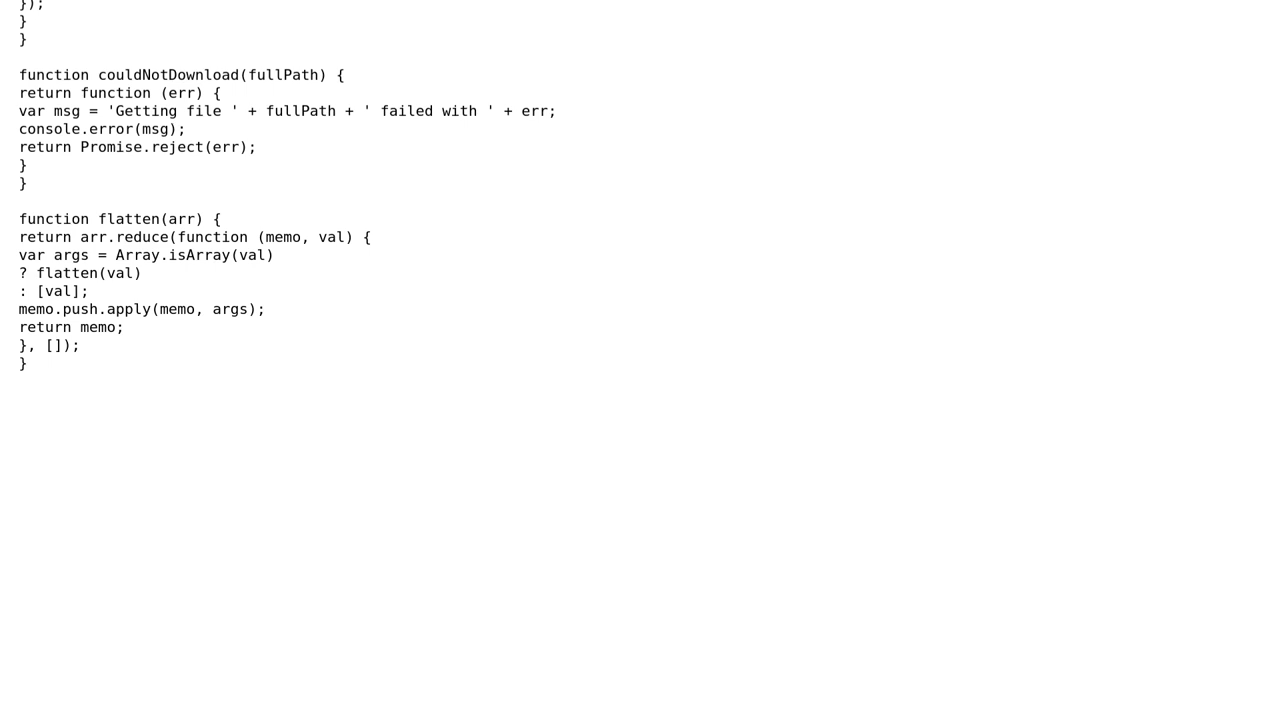 });
}
}

function couldNotDownload(fullPath) {
return function (err) {
var msg = 'Getting file ' + fullPath + ' failed with ' + err;
console.error(msg);
return Promise.reject(err);
}
}

function flatten(arr) {
return arr.reduce(function (memo, val) {
var args = Array.isArray(val)
? flatten(val)
: [val];
memo.push.apply(memo, args);
return memo;
}, []);
}